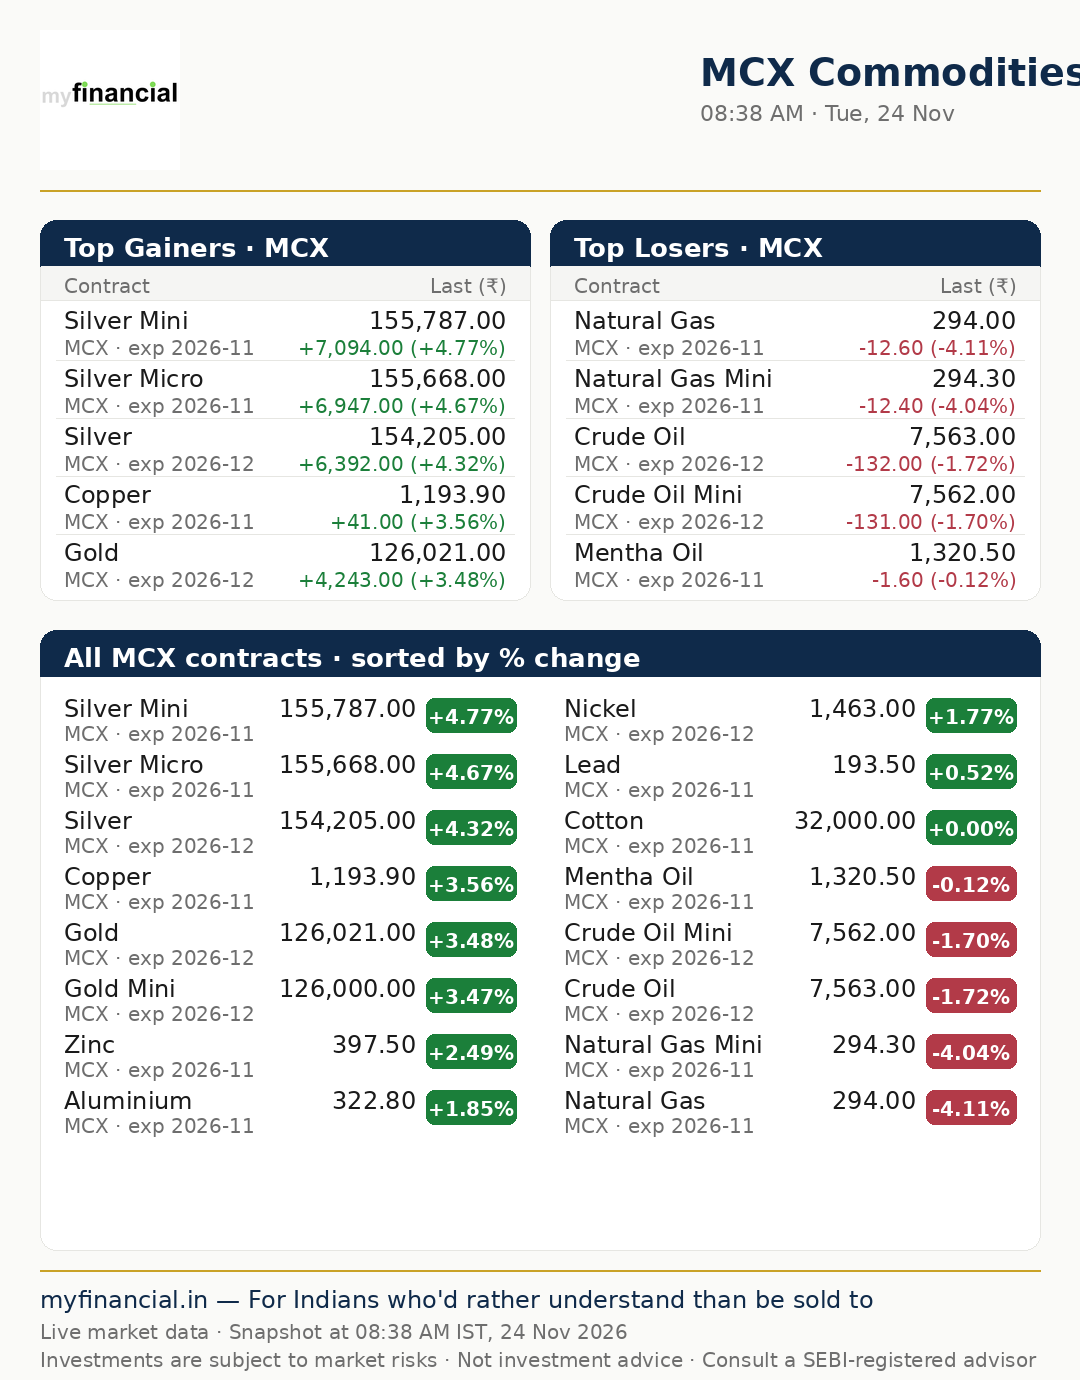 myfinancial
MCX Commodities
08:38 AM · Tue, 24 Nov
Top Gainers · MCX
Contract Last (₹)
Silver Mini 155,787.00
MCX · exp 2026-11 +7,094.00 (+4.77%)
Silver Micro 155,668.00
MCX · exp 2026-11 +6,947.00 (+4.67%)
Silver 154,205.00
MCX · exp 2026-12 +6,392.00 (+4.32%)
Copper 1,193.90
MCX · exp 2026-11 +41.00 (+3.56%)
Gold 126,021.00
MCX · exp 2026-12 +4,243.00 (+3.48%)
Top Losers · MCX
Contract Last (₹)
Natural Gas 294.00
MCX · exp 2026-11 -12.60 (-4.11%)
Natural Gas Mini 294.30
MCX · exp 2026-11 -12.40 (-4.04%)
Crude Oil 7,563.00
MCX · exp 2026-12 -132.00 (-1.72%)
Crude Oil Mini 7,562.00
MCX · exp 2026-12 -131.00 (-1.70%)
Mentha Oil 1,320.50
MCX · exp 2026-11 -1.60 (-0.12%)
All MCX contracts · sorted by % change
Silver Mini 155,787.00 +4.77%
MCX · exp 2026-11
Silver Micro 155,668.00 +4.67%
MCX · exp 2026-11
Silver 154,205.00 +4.32%
MCX · exp 2026-12
Copper 1,193.90 +3.56%
MCX · exp 2026-11
Gold 126,021.00 +3.48%
MCX · exp 2026-12
Gold Mini 126,000.00 +3.47%
MCX · exp 2026-12
Zinc 397.50 +2.49%
MCX · exp 2026-11
Aluminium 322.80 +1.85%
MCX · exp 2026-11
Nickel 1,463.00 +1.77%
MCX · exp 2026-12
Lead 193.50 +0.52%
MCX · exp 2026-11
Cotton 32,000.00 +0.00%
MCX · exp 2026-11
Mentha Oil 1,320.50 -0.12%
MCX · exp 2026-11
Crude Oil Mini 7,562.00 -1.70%
MCX · exp 2026-12
Crude Oil 7,563.00 -1.72%
MCX · exp 2026-12
Natural Gas Mini 294.30 -4.04%
MCX · exp 2026-11
Natural Gas 294.00 -4.11%
MCX · exp 2026-11
myfinancial.in — For Indians who'd rather understand than be sold to
Live market data · Snapshot at 08:38 AM IST, 24 Nov 2026
Investments are subject to market risks · Not investment advice · Consult a SEBI-registered advisor